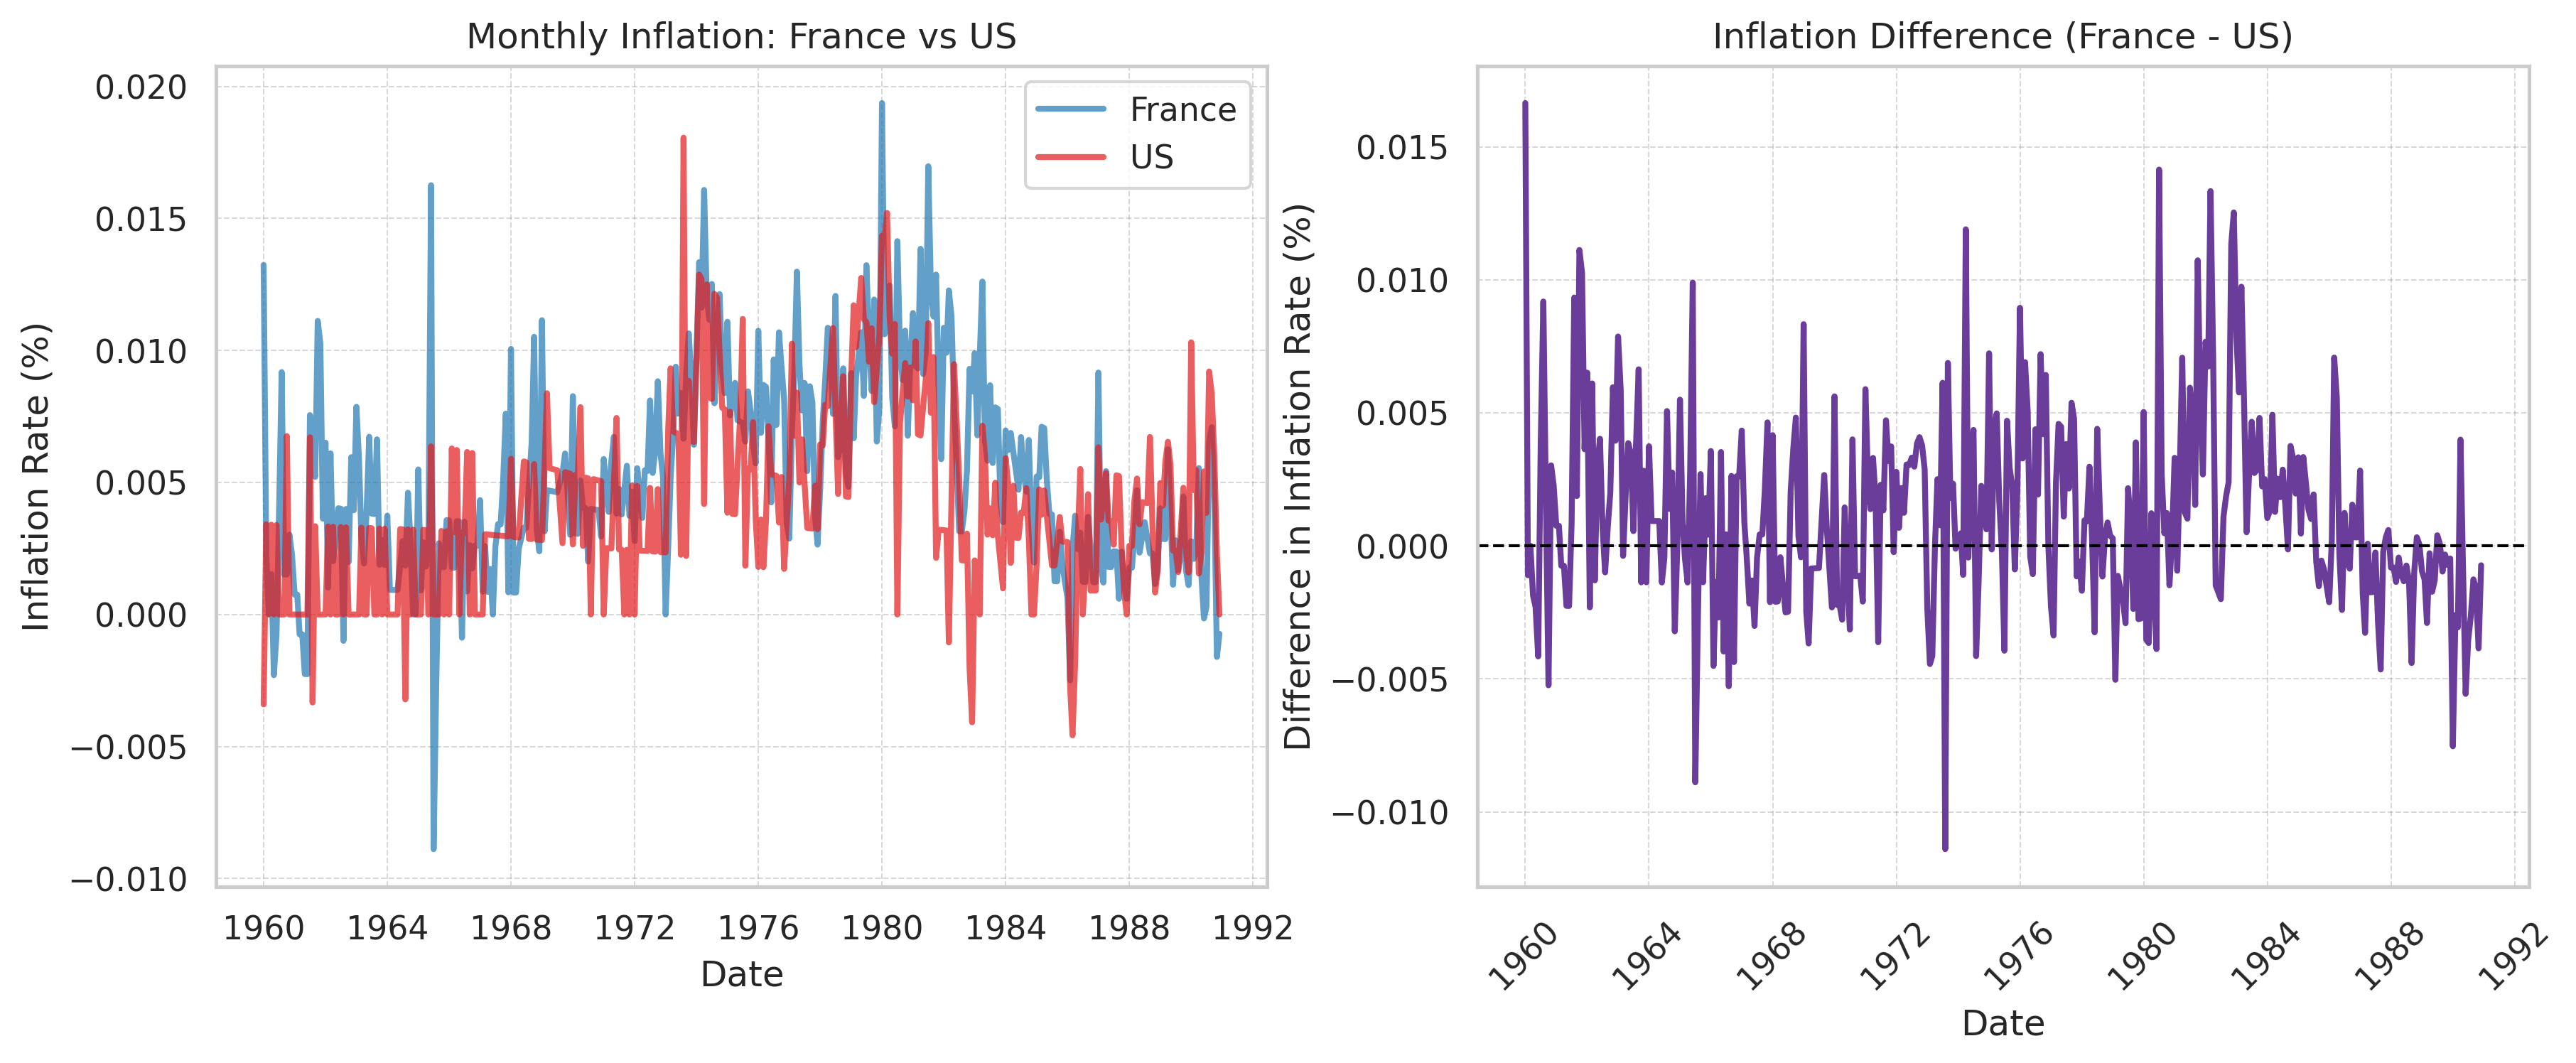 Monthly Inflation: France vs US
France
US
Inflation Rate (%)
0.020
0.015
0.010
0.005
0.000
−0.005
−0.010
1960 1964 1968 1972 1976 1980 1984 1988 1992
Date
Inflation Difference (France - US)
Difference in Inflation Rate (%)
0.015
0.010
0.005
0.000
−0.005
−0.010
1960 1964 1968 1972 1976 1980 1984 1988 1992
Date